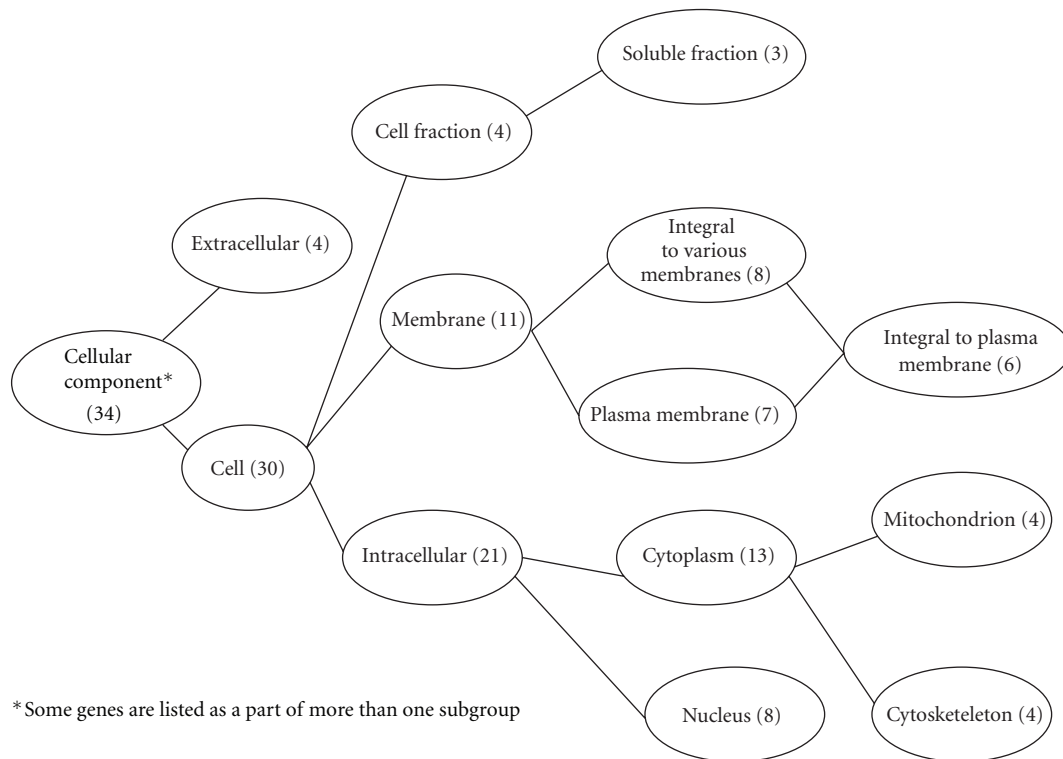 Soluble fraction (3)
Cell fraction (4)
Extracellular (4)
Integral
to various
membranes (8)
Membrane (11)
Integral to plasma
membrane (6)
Cellular
component*
(34)
Plasma membrane (7)
Cell (30)
Mitochondrion (4)
Intracellular (21)
Cytoplasm (13)
Nucleus (8)
Cytosketeleton (4)
*Some genes are listed as a part of more than one subgroup